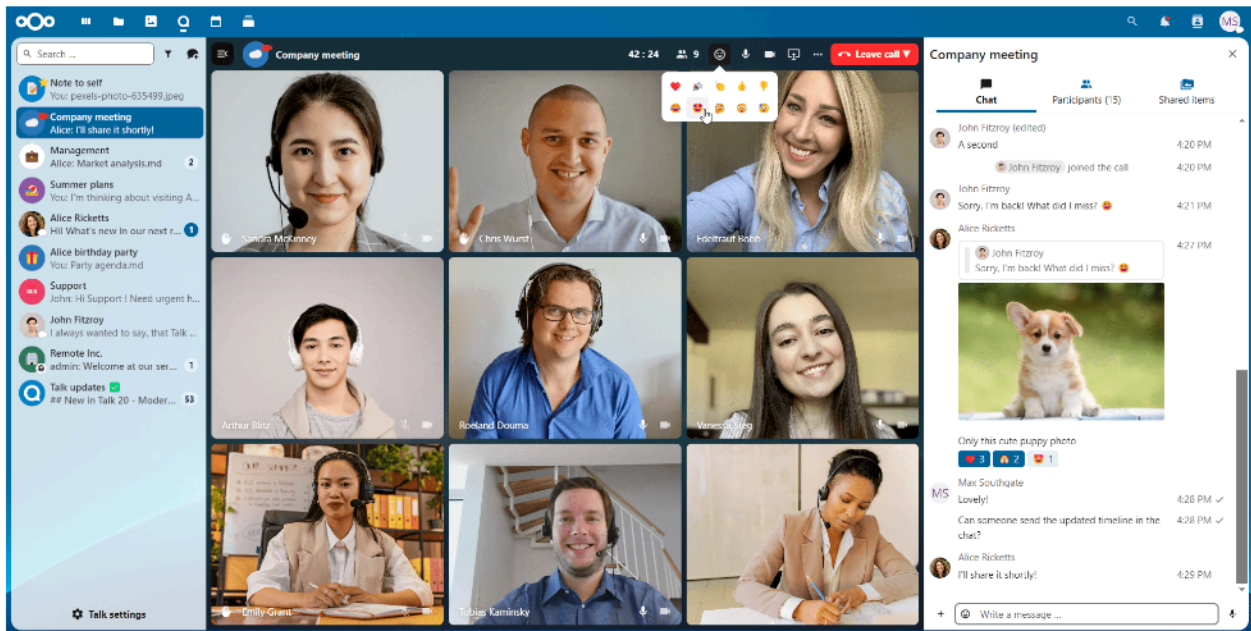 Search ...
Note to self
You: pexels-photo-635499.jpeg
Company meeting
Alice: I'll share it shortly!
Management
Alice: Market analysis.md 2
Summer plans
You: I'm thinking about visiting A...
Alice Ricketts
Hi! What's new in our next r... 1
Alice birthday party
You: Party agenda.md
Support
John: Hi Support ! Need urgent h...
John Fitzroy
I always wanted to say, that Talk ...
Remote Inc.
admin: Welcome at our ser... 1
Talk updates ✅
## New in Talk 20 - Moder... 53
Talk settings
Company meeting
42 : 24
9
Leave call
Sandra McKinney
Chris Wurst
Edeltraut Bobb
Arthur Blitz
Roeland Douma
Vanessa Steg
Emily Grant
Tobias Kaminsky
MS
Company meeting
Chat
Participants (15)
Shared items
John Fitzroy (edited)
A second 4:20 PM
John Fitzroy joined the call 4:20 PM
John Fitzroy
Sorry, I'm back! What did I miss? 4:21 PM
Alice Ricketts
John Fitzroy 4:27 PM
Sorry, I'm back! What did I miss?
Only this cute puppy photo
3 2 1
Max Southgate
MS
Lovely! 4:28 PM
Can someone send the updated timeline in the 4:28 PM
chat?
Alice Ricketts
I'll share it shortly! 4:29 PM
Write a message ...